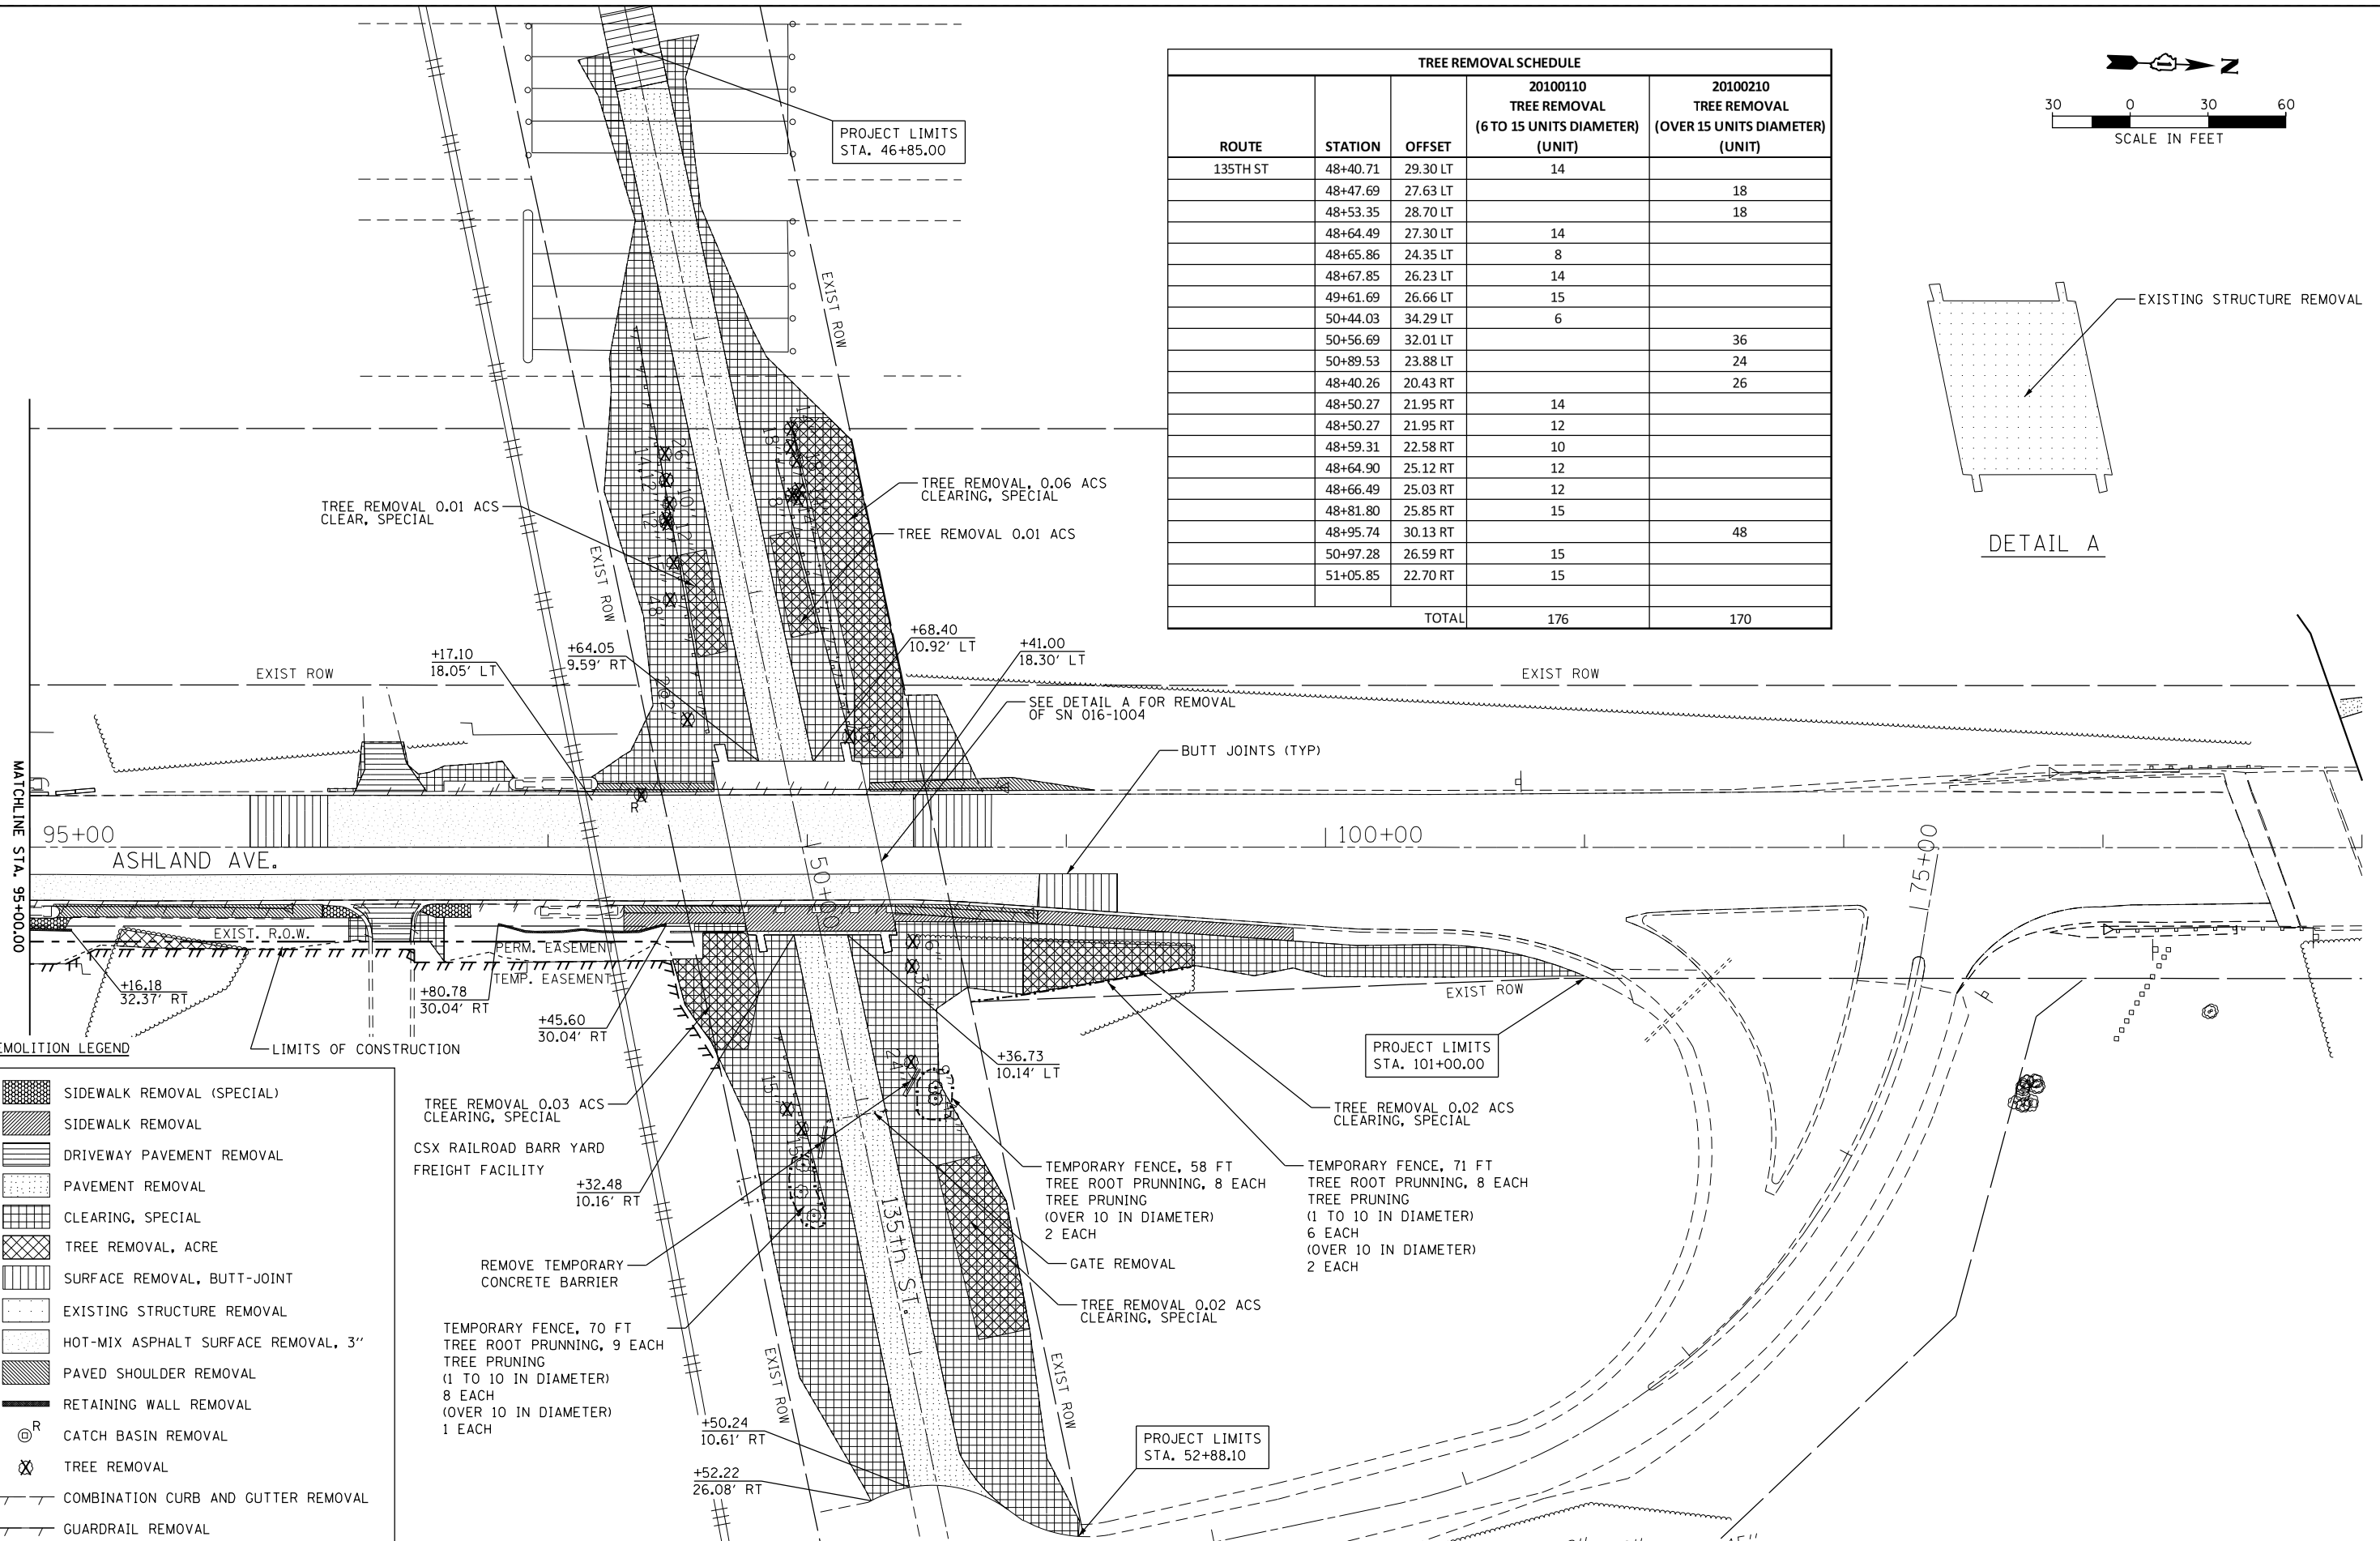 TREE REMOVAL SCHEDULE
ROUTE STATION OFFSET 20100110 TREE REMOVAL (6 TO 15 UNITS DIAMETER) (UNIT) 20100210 TREE REMOVAL (OVER 15 UNITS DIAMETER) (UNIT)
135TH ST 48+40.71 29.30 LT 14
48+47.69 27.63 LT 18
48+53.35 28.70 LT 18
48+64.49 27.30 LT 14
48+65.86 24.35 LT 8
48+67.85 26.23 LT 14
49+61.69 26.66 LT 15
50+44.03 34.29 LT 6
50+56.69 32.01 LT 36
50+89.53 23.88 LT 24
48+40.26 20.43 RT 26
48+50.27 21.95 RT 14
48+50.27 21.95 RT 12
48+59.31 22.58 RT 10
48+64.90 25.12 RT 12
48+66.49 25.03 RT 12
48+81.80 25.85 RT 15
48+95.74 30.13 RT 48
50+97.28 26.59 RT 15
51+05.85 22.70 RT 15
TOTAL 176 170
N
30 0 30 60
SCALE IN FEET
EXISTING STRUCTURE REMOVAL
DETAIL A
PROJECT LIMITS
STA. 46+85.00
EXIST ROW
TREE REMOVAL 0.01 ACS
CLEAR, SPECIAL
TREE REMOVAL, 0.06 ACS
CLEARING, SPECIAL
TREE REMOVAL 0.01 ACS
EXIST ROW
+17.10
18.05' LT
+64.05
9.59' RT
+68.40
10.92' LT
+41.00
18.30' LT
EXIST ROW
EXIST ROW
SEE DETAIL A FOR REMOVAL
OF SN 016-1004
BUTT JOINTS (TYP)
R
MATCHLINE STA. 95+00.00
95+00
ASHLAND AVE.
50+00
100+00
75+00
EXIST. R.O.W.
PERM. EASEMENT
TEMP. EASEMENT
+16.18
32.37' RT
+80.78
30.04' RT
+45.60
30.04' RT
LIMITS OF CONSTRUCTION
EXIST ROW
PROJECT LIMITS
STA. 101+00.00
+36.73
10.14' LT
TREE REMOVAL 0.03 ACS
CLEARING, SPECIAL
CSX RAILROAD BARR YARD
FREIGHT FACILITY
+32.48
10.16' RT
REMOVE TEMPORARY
CONCRETE BARRIER
TEMPORARY FENCE, 70 FT
TREE ROOT PRUNNING, 9 EACH
TREE PRUNING
(1 TO 10 IN DIAMETER)
8 EACH
(OVER 10 IN DIAMETER)
1 EACH
TREE REMOVAL 0.02 ACS
CLEARING, SPECIAL
TEMPORARY FENCE, 58 FT
TREE ROOT PRUNNING, 8 EACH
TREE PRUNING
(OVER 10 IN DIAMETER)
2 EACH
TEMPORARY FENCE, 71 FT
TREE ROOT PRUNNING, 8 EACH
TREE PRUNING
(1 TO 10 IN DIAMETER)
6 EACH
(OVER 10 IN DIAMETER)
2 EACH
GATE REMOVAL
TREE REMOVAL 0.02 ACS
CLEARING, SPECIAL
135th ST.
EXIST ROW
EXIST ROW
+50.24
10.61' RT
+52.22
26.08' RT
PROJECT LIMITS
STA. 52+88.10
LEGEND
SIDEWALK REMOVAL (SPECIAL)
SIDEWALK REMOVAL
DRIVEWAY PAVEMENT REMOVAL
PAVEMENT REMOVAL
CLEARING, SPECIAL
TREE REMOVAL, ACRE
SURFACE REMOVAL, BUTT-JOINT
EXISTING STRUCTURE REMOVAL
HOT-MIX ASPHALT SURFACE REMOVAL, 3"
PAVED SHOULDER REMOVAL
RETAINING WALL REMOVAL
R CATCH BASIN REMOVAL
TREE REMOVAL
COMBINATION CURB AND GUTTER REMOVAL
GUARDRAIL REMOVAL